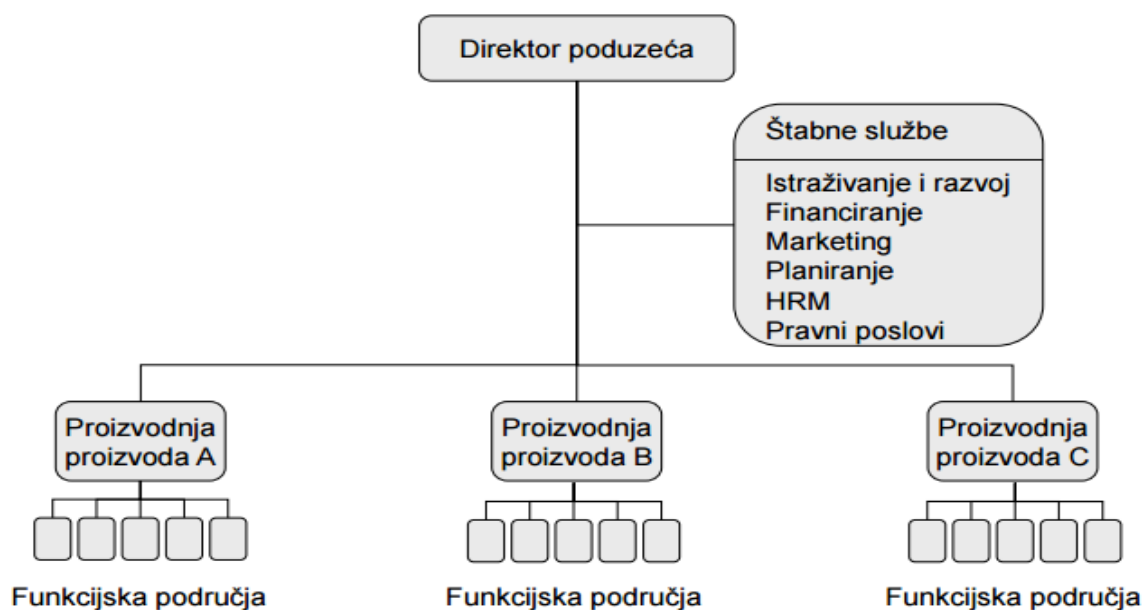 Direktor poduzeća
Štabne službe
Istraživanje i razvoj
Financiranje
Marketing
Planiranje
HRM
Pravni poslovi
Proizvodnja
proizvoda A
Proizvodnja
proizvoda B
Proizvodnja
proizvoda C
Funkcijska područja
Funkcijska područja
Funkcijska područja